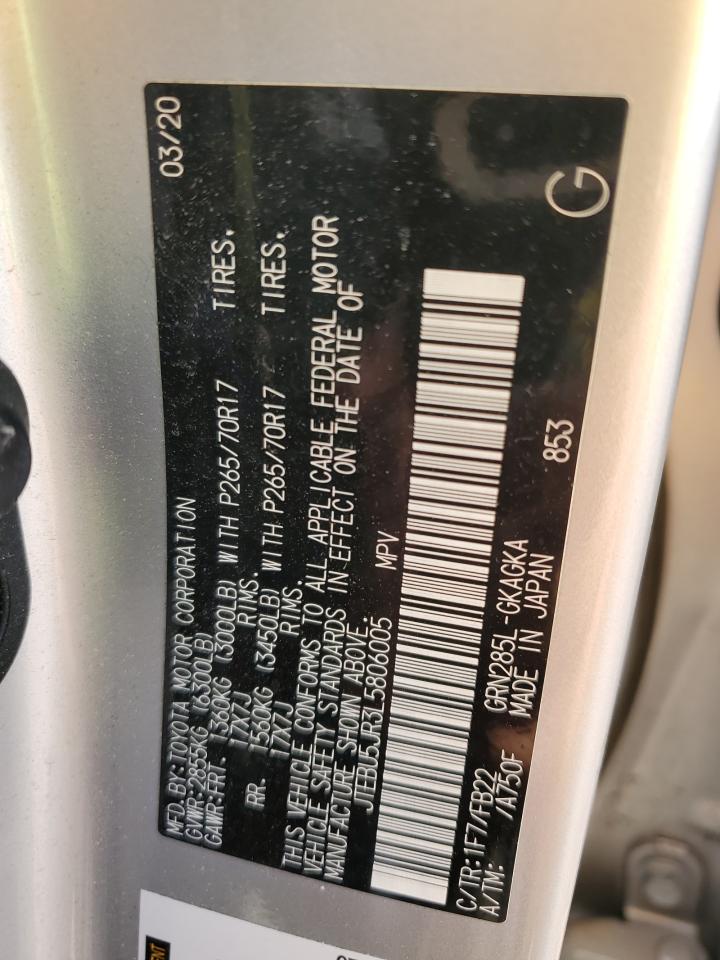 MFD.BY:TOYOTA MOTOR CORPORATION 03/20
GVWR:2855KG (6300LB)
GAWR:FRT. 1360KG (3000LB) WITH P265/70R17 TIRES.
17X7J RIMS.
RR. 1560KG (3450LB) WITH P265/70R17 TIRES.
17X7J RIMS.
THIS VEHICLE CONFORMS TO ALL APPLICABLE FEDERAL MOTOR
VEHICLE SAFETY STANDARDS IN EFFECT ON THE DATE OF
MANUFACTURE SHOWN ABOVE.
JTEBU5JR3L5806005 MPV
C/TR:1F7/FB22 GRN285L-GKAGKA 853 G
A/TM: /A750F MADE IN JAPAN